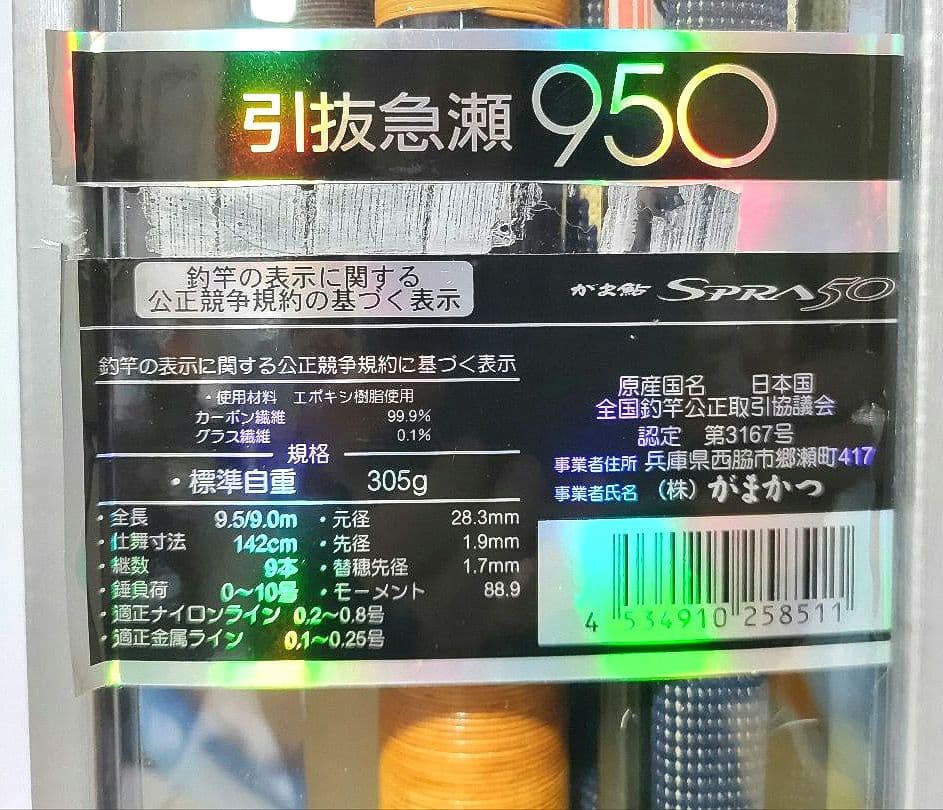 引抜急瀬 950
釣竿の表示に関する
公正競争規約の基づく表示
がま鮎 SPRA 50
釣竿の表示に関する公正競争規約に基づく表示
・使用材料 エポキシ樹脂使用
カーボン繊維 99.9%
グラス繊維 0.1%
規格
・標準自重 305g
・全長 9.5/9.0m ・元径 28.3mm
・仕舞寸法 142cm ・先径 1.9mm
・継数 9本 ・替穂先径 1.7mm
・錘負荷 0〜10号 ・モーメント 88.9
・適正ナイロンライン 0.2〜0.8号
・適正金属ライン 0.1〜0.25号
原産国名 日本国
全国釣竿公正取引協議会
認定 第3167号
事業者住所 兵庫県西脇市郷瀬町417
事業者氏名 (株) がまかつ
4 534910 258511